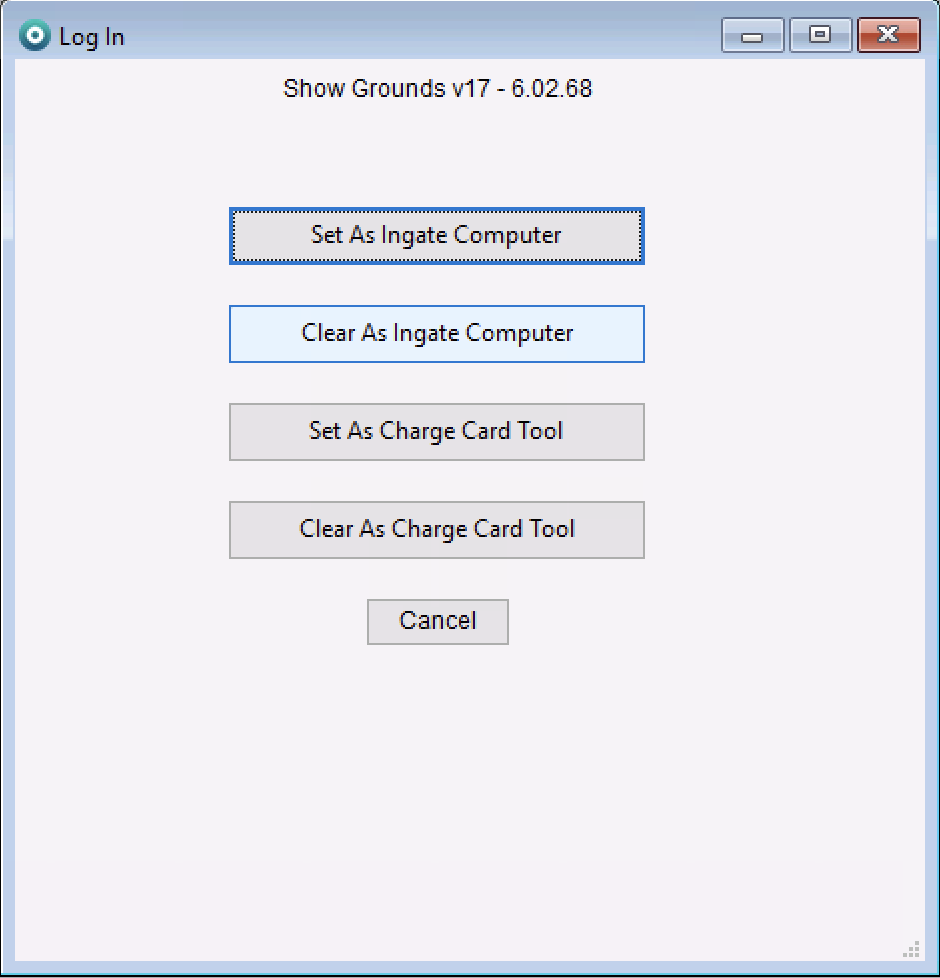 Log In
Show Grounds v17 - 6.02.68
Set As Ingate Computer
Clear As Ingate Computer
Set As Charge Card Tool
Clear As Charge Card Tool
Cancel